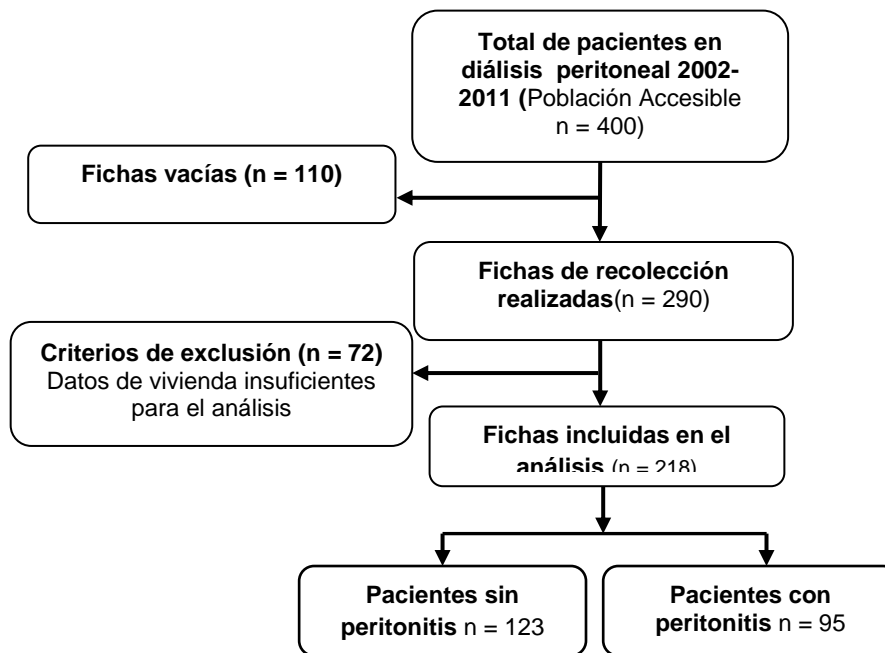 Total de pacientes en
diálisis peritoneal 2002-
2011 (Población Accesible
n = 400)
Fichas vacías (n = 110)
Fichas de recolección
realizadas(n = 290)
Criterios de exclusión (n = 72)
Datos de vivienda insuficientes
para el análisis
Fichas incluidas en el
análisis (n = 218)
Pacientes sin
peritonitis n = 123
Pacientes con
peritonitis n = 95